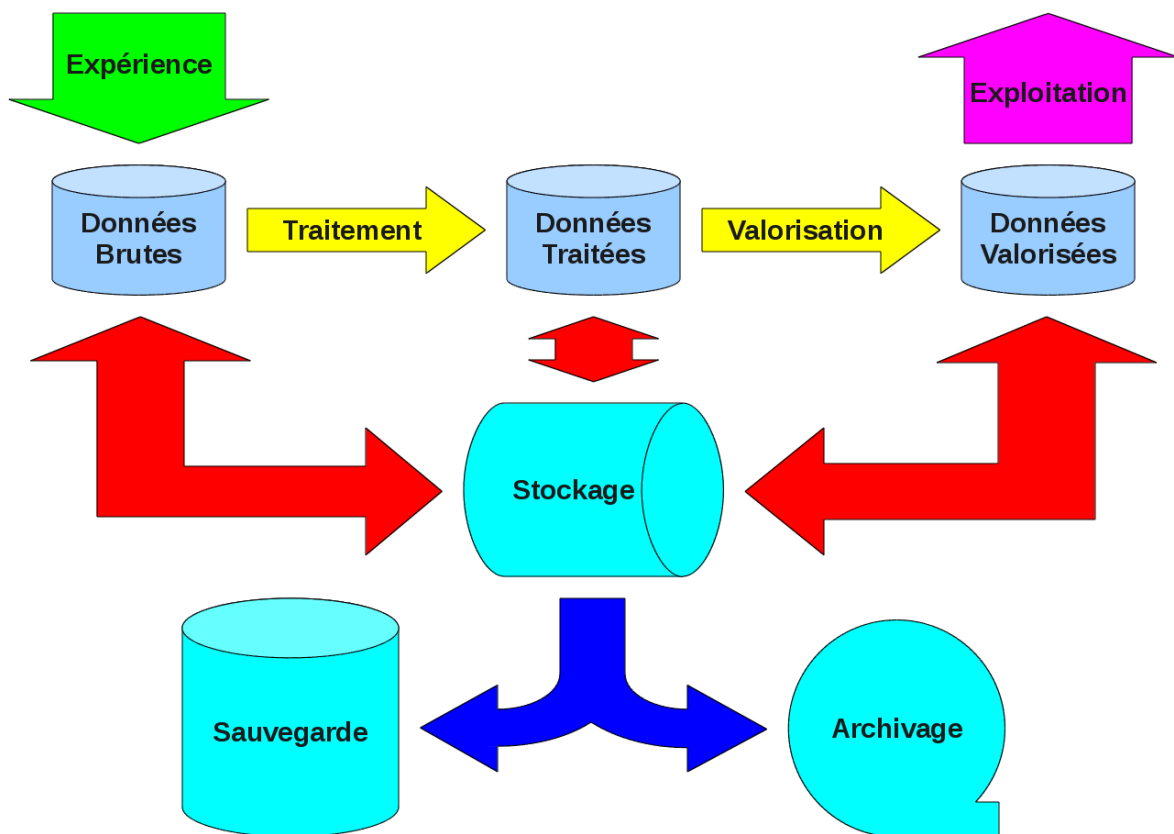 Expérience
Exploitation
Données
Brutes
Traitement
Données
Traitées
Valorisation
Données
Valorisées
Stockage
Sauvegarde
Archivage